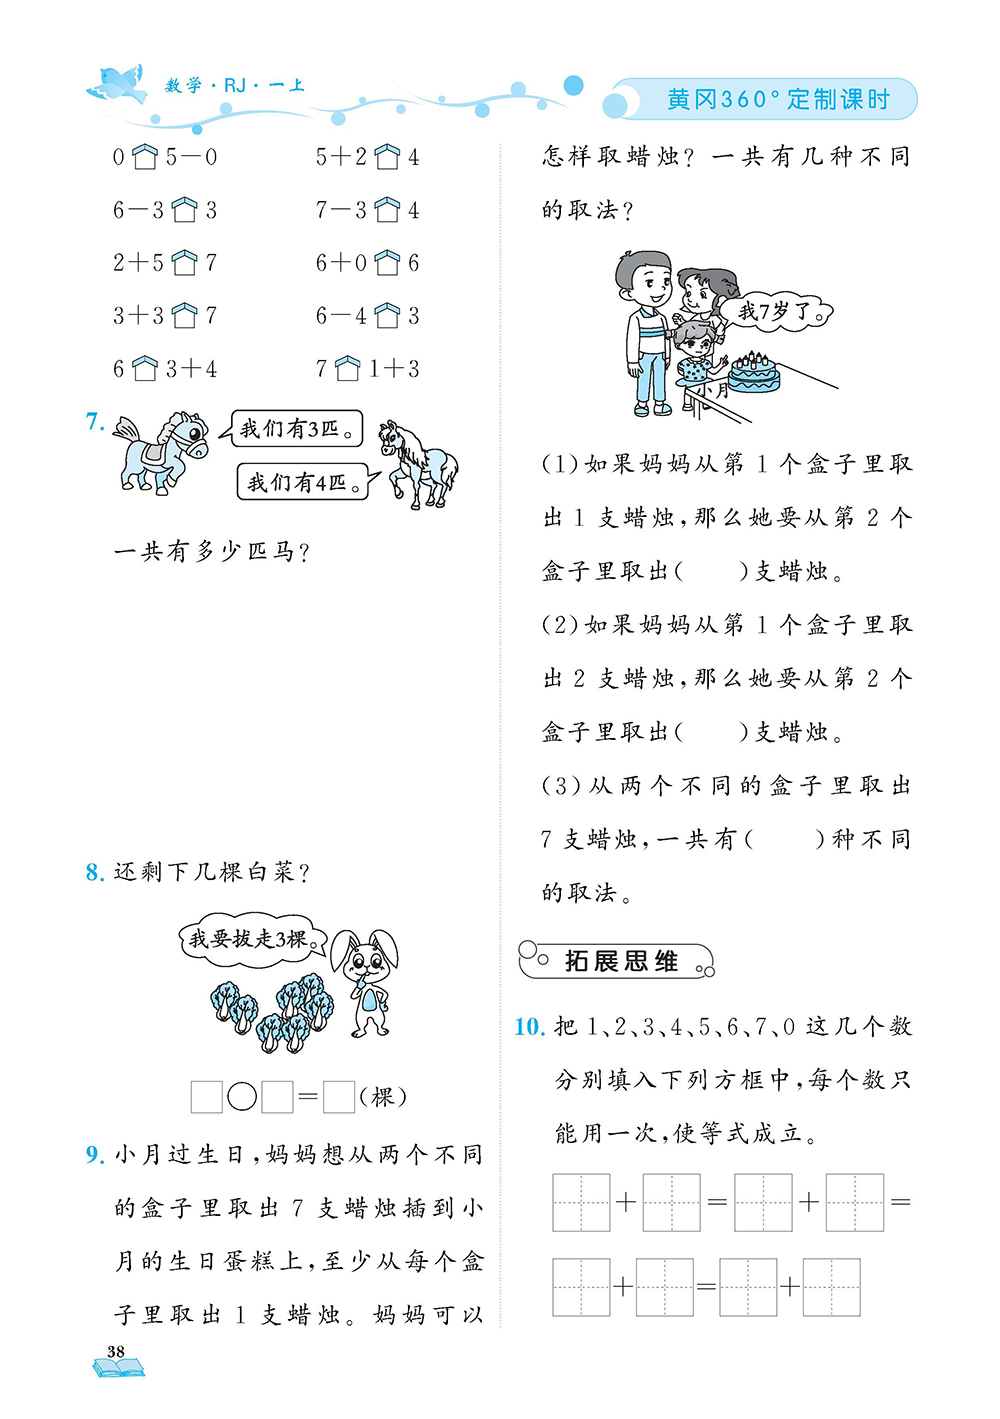 数学·RJ·一上
黄冈360°定制课时
0 5－0 5＋2 4
6－3 3 7－3 4
2＋5 7 6＋0 6
3＋3 7 6－4 3
6 3＋4 7 1＋3
7.
我们有3匹。
我们有4匹。
一共有多少匹马?
8. 还剩下几棵白菜?
我要拔走3棵。
□○□＝□(棵)
9. 小月过生日,妈妈想从两个不同
的盒子里取出 7 支蜡烛插到小
月的生日蛋糕上,至少从每个盒
子里取出 1 支蜡烛。妈妈可以
38
怎样取蜡烛? 一共有几种不同
的取法?
我7岁了。
小月
(1)如果妈妈从第 1 个盒子里取
出 1 支蜡烛,那么她要从第 2 个
盒子里取出( )支蜡烛。
(2)如果妈妈从第 1 个盒子里取
出 2 支蜡烛,那么她要从第 2 个
盒子里取出( )支蜡烛。
(3)从两个不同的盒子里取出
7 支蜡烛,一共有( )种不同
的取法。
拓展思维
10. 把 1、2、3、4、5、6、7、0 这几个数
分别填入下列方框中,每个数只
能用一次,使等式成立。
□＋□＝□＋□＝
□＋□＝□＋□